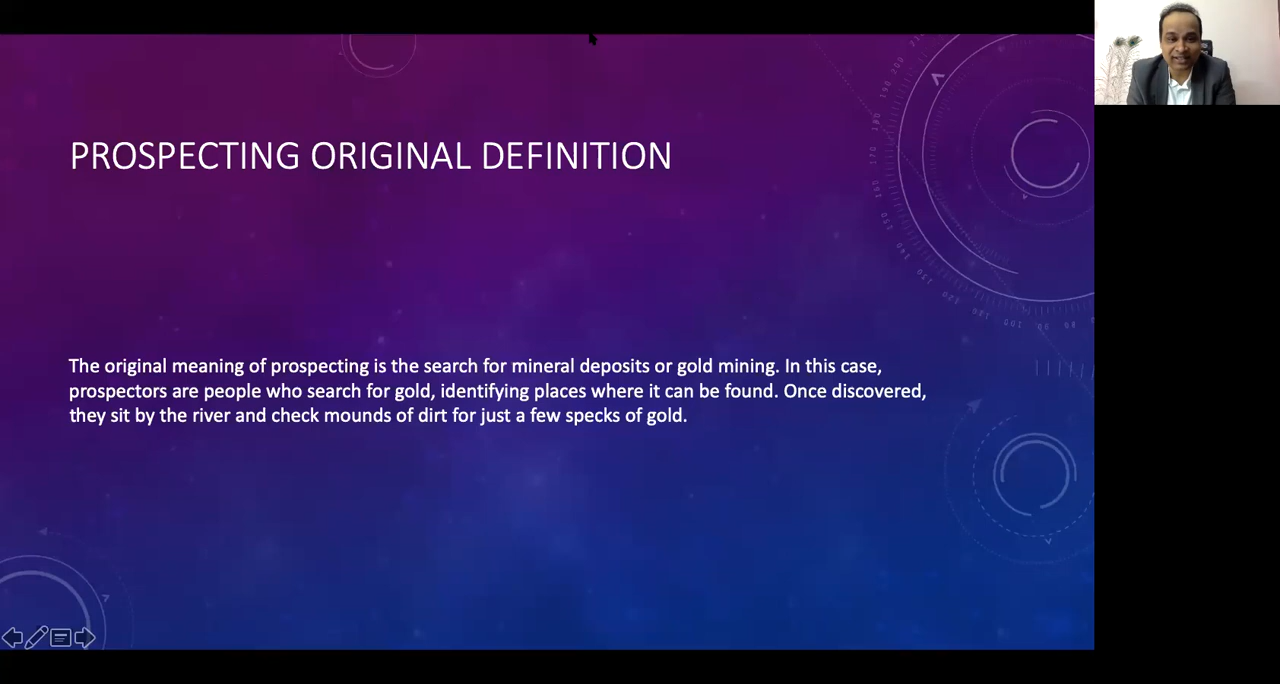 PROSPECTING ORIGINAL DEFINITION
The original meaning of prospecting is the search for mineral deposits or gold mining. In this case,
prospectors are people who search for gold, identifying places where it can be found. Once discovered,
they sit by the river and check mounds of dirt for just a few specks of gold.